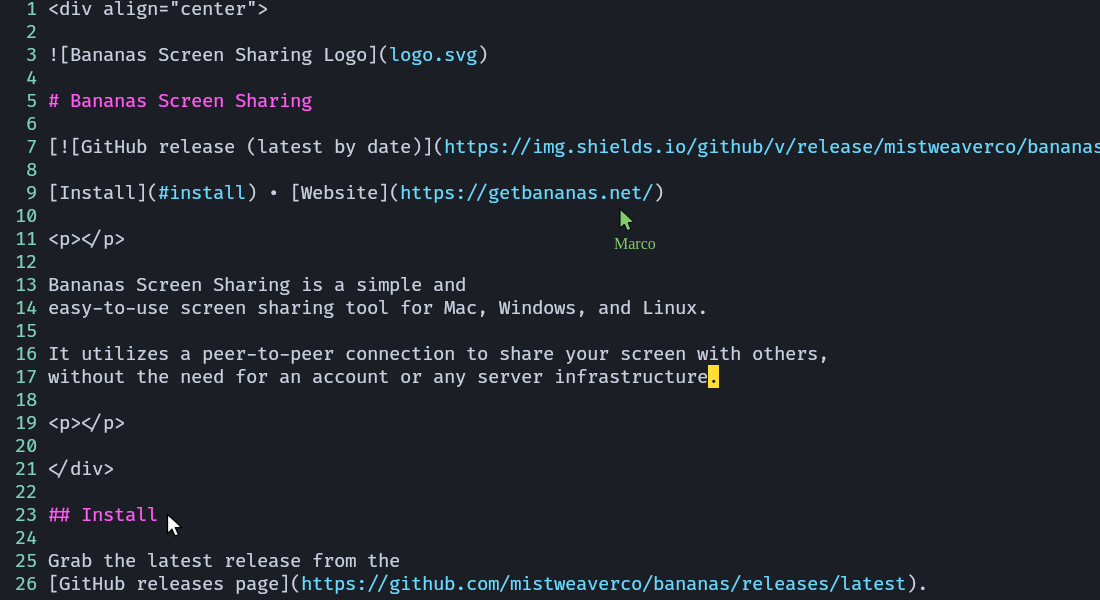 1 <div align="center">
2
3 ![Bananas Screen Sharing Logo](logo.svg)
4
5 # Bananas Screen Sharing
6
7 [![GitHub release (latest by date)](https://img.shields.io/github/v/release/mistweaverco/bananas
8
9 [Install](#install) • [Website](https://getbananas.net/)
10
Marco
11 <p></p>
12
13 Bananas Screen Sharing is a simple and
14 easy-to-use screen sharing tool for Mac, Windows, and Linux.
15
16 It utilizes a peer-to-peer connection to share your screen with others,
17 without the need for an account or any server infrastructure.
18
19 <p></p>
20
21 </div>
22
23 ## Install
24
25 Grab the latest release from the
26 [GitHub releases page](https://github.com/mistweaverco/bananas/releases/latest).